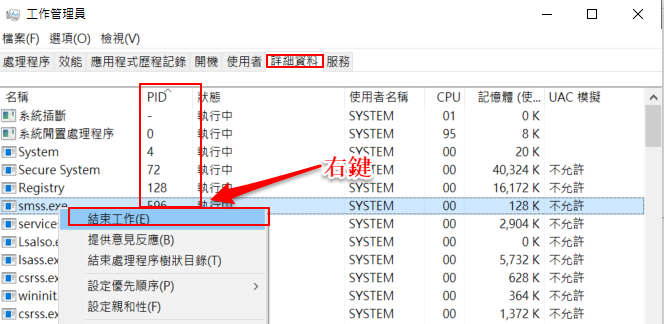 工作管理員
檔案(F) 選項(O) 檢視(V)
處理程序 效能 應用程式歷程記錄 開機 使用者 詳細資料 服務
名稱 PID 狀態 使用者名稱 CPU 記憶體 (使... UAC 模擬
系統插斷 - 執行中 SYSTEM 01 0 K
系統閒置處理程序 0 執行中 SYSTEM 95 8 K
System 4 執行中 SYSTEM 00 20 K
Secure System 72 執行中 SYSTEM 00 40,324 K 不允許
右鍵
Registry 128 執行中 SYSTEM 00 16,172 K 不允許
smss.exe 596 執行中 SYSTEM 00 128 K 不允許
結束工作(E)
service SYSTEM 00 2,904 K 不允許
提供意見反應(B)
Lsalso.e SYSTEM 00 0 K 不允許
結束處理程序樹狀目錄(T)
lsass.exe SYSTEM 00 5,732 K 不允許
csrss.ex SYSTEM 00 628 K 不允許
設定優先順序(P)
wininit. SYSTEM 00 364 K 不允許
設定親和性(F)
csrss.ex SYSTEM 00 1,372 K 不允許